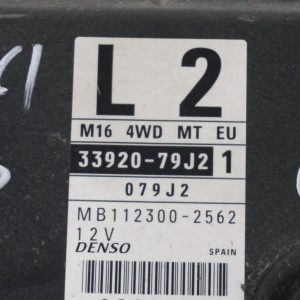 L 2
M16 4WD MT EU
33920-79J2 1
079J2
MB112300-2562
12V
DENSO SPAIN